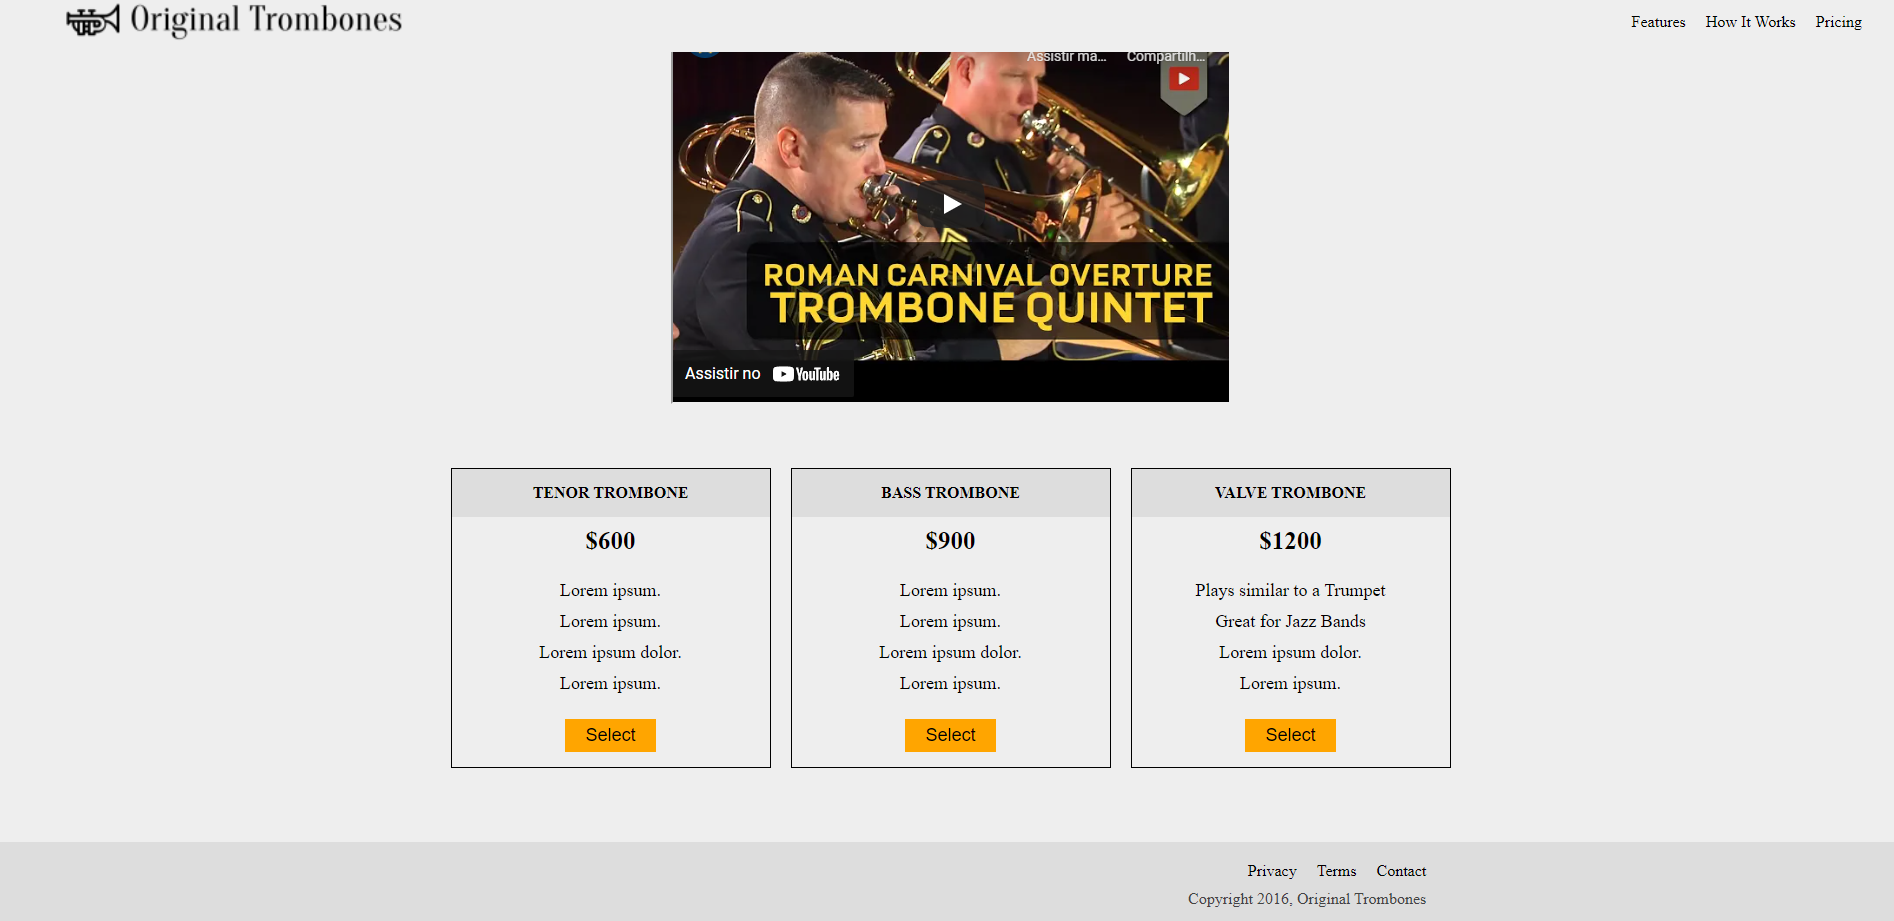 Original Trombones
Features How It Works Pricing
Assistir ma... Compartilh...
ROMAN CARNIVAL OVERTURE
TROMBONE QUINTET
Assistir no YouTube
TENOR TROMBONE
$600
Lorem ipsum.
Lorem ipsum.
Lorem ipsum dolor.
Lorem ipsum.
Select
BASS TROMBONE
$900
Lorem ipsum.
Lorem ipsum.
Lorem ipsum dolor.
Lorem ipsum.
Select
VALVE TROMBONE
$1200
Plays similar to a Trumpet
Great for Jazz Bands
Lorem ipsum dolor.
Lorem ipsum.
Select
Privacy Terms Contact
Copyright 2016, Original Trombones